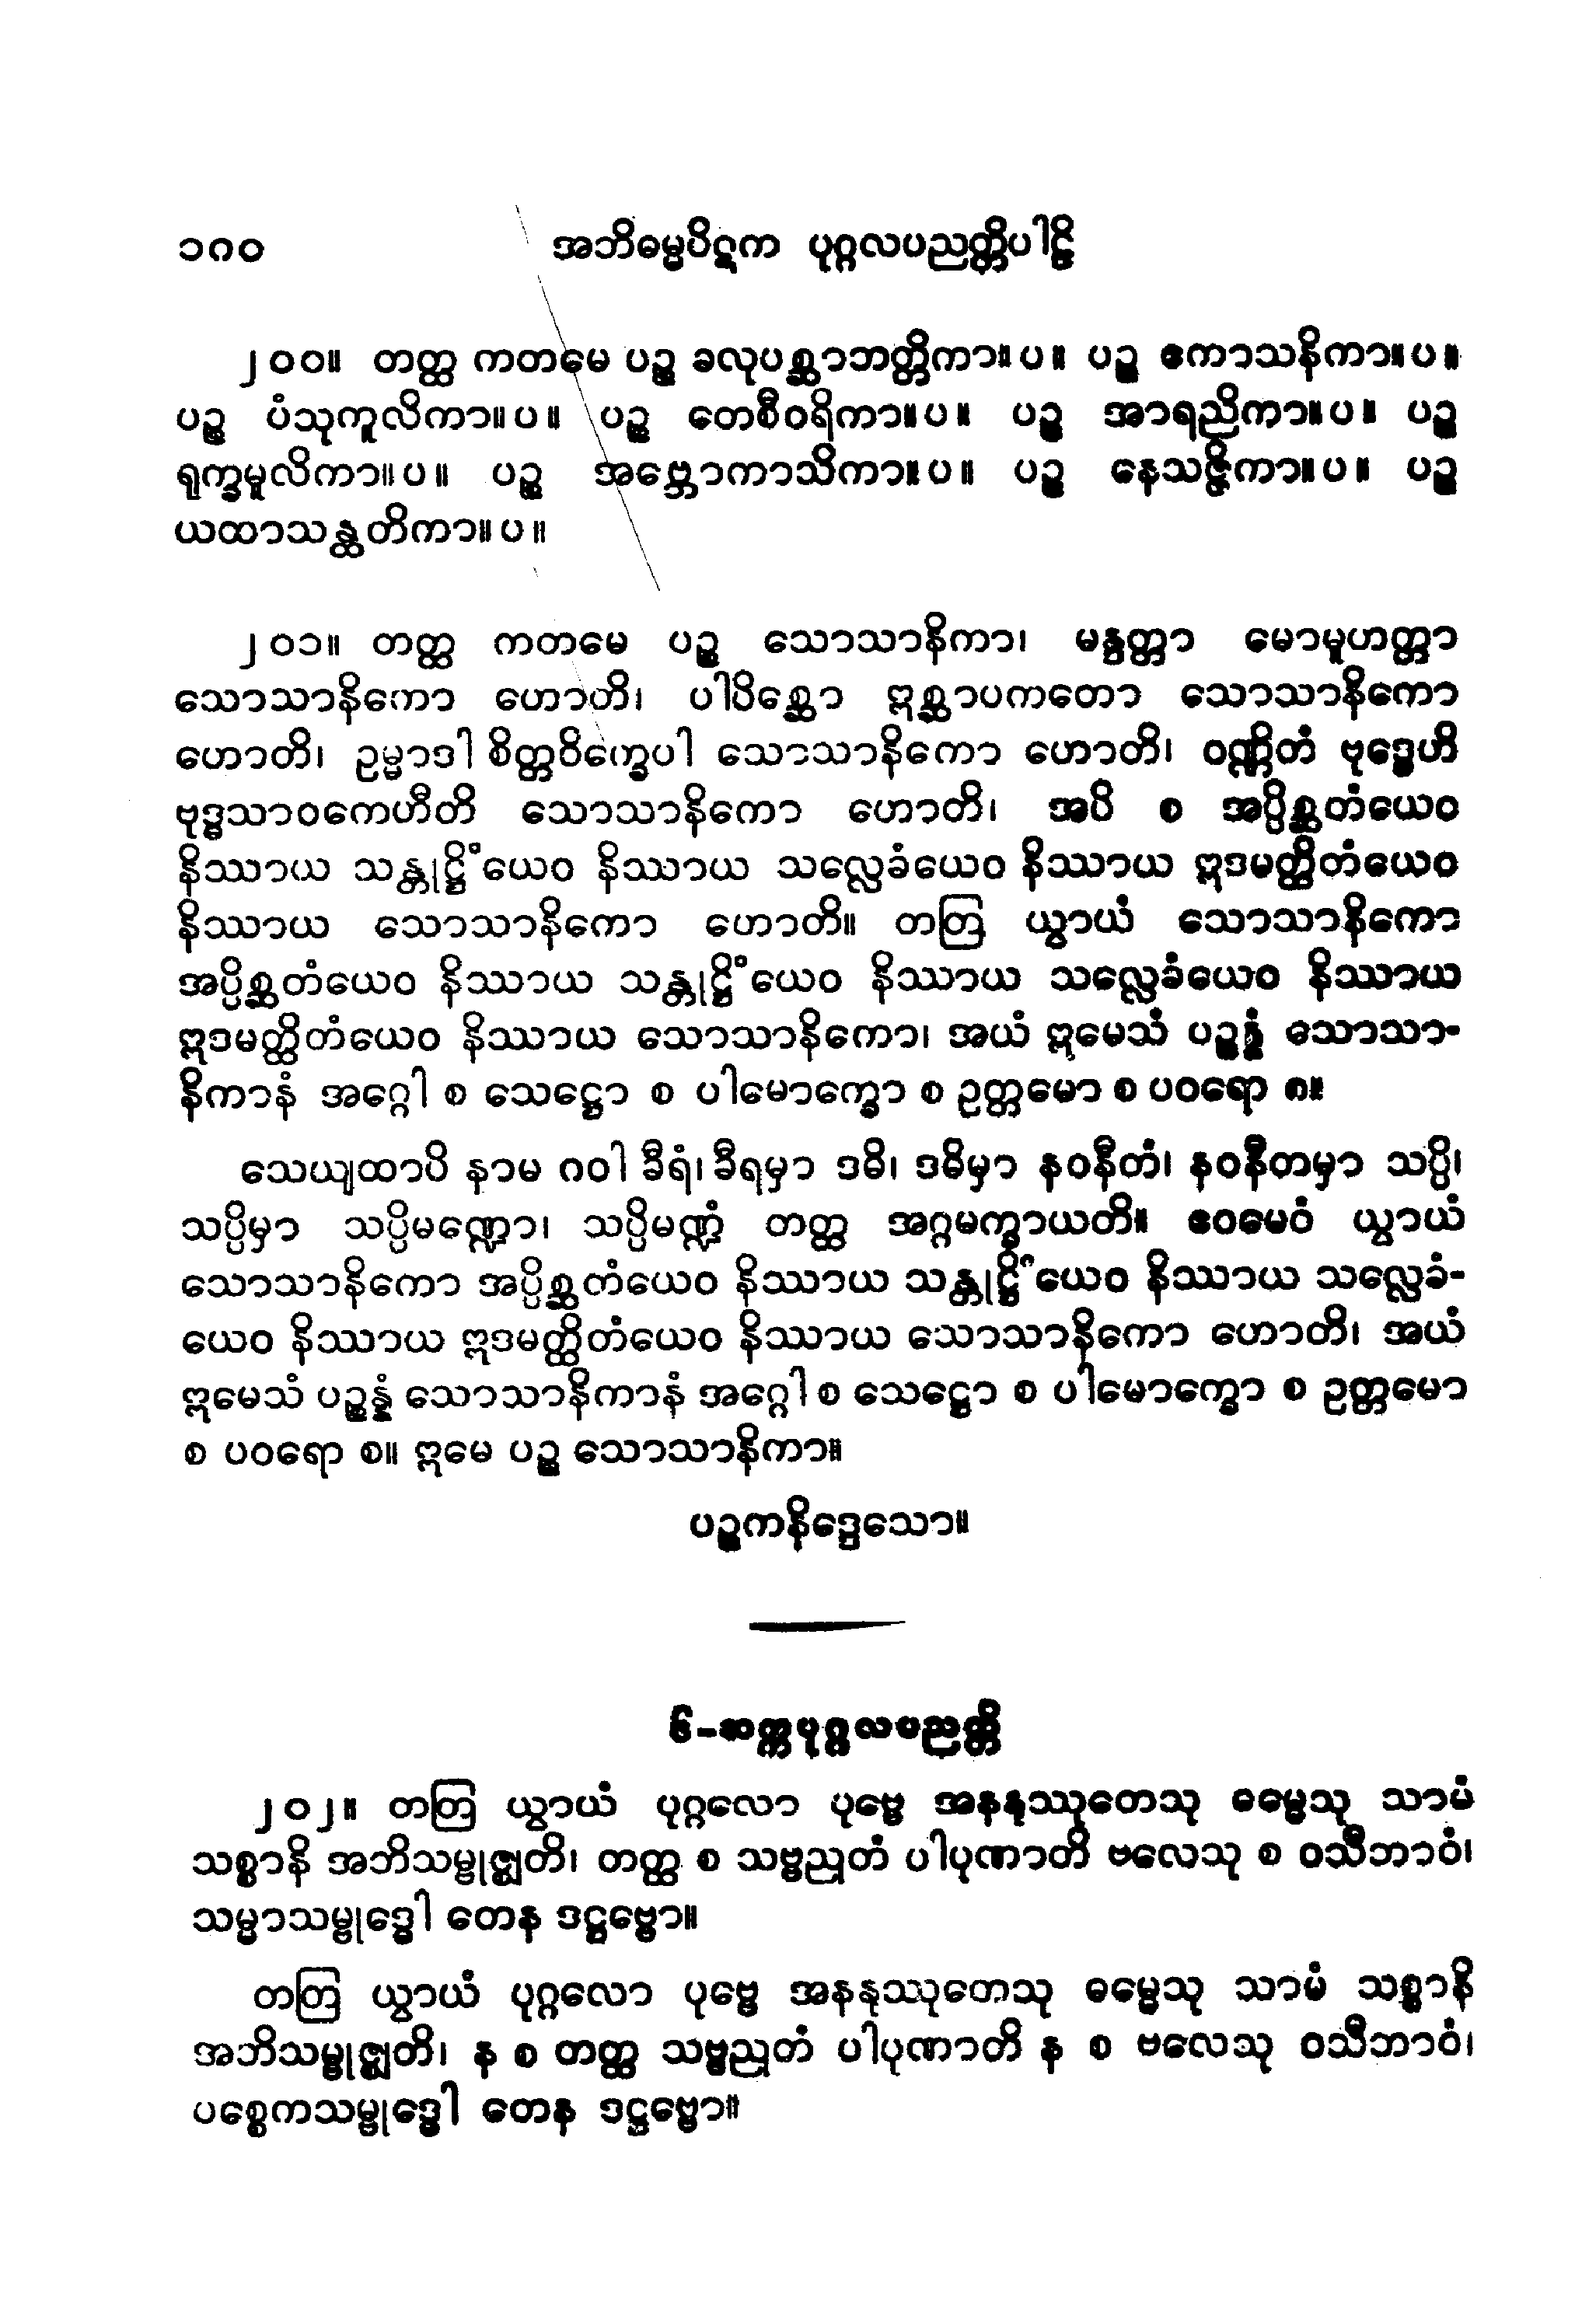 ၁၈၀ အဘိဓမ္မပိဋက ပုဂ္ဂလပညတ္တိပါဠိ
၂၀၀။ တတ္ထ ကတမေ ပဉ္စ ခလုပစ္ဆာဘတ္တိကာ။ပ။ ပဉ္စ ဧကာသနိကာ။ပ။
ပဉ္စ ပံသုကူလိကာ။ပ။ ပဉ္စ တေစီဝရိကာ။ပ။ ပဉ္စ အာရညိကာ။ပ။ ပဉ္စ
ရုက္ခမူလိကာ။ပ။ ပဉ္စ အဗ္ဘောကာသိကာ။ပ။ ပဉ္စ နေသဇ္ဇိကာ။ပ။ ပဉ္စ
ယထာသန္ထတိကာ။ပ။
၂၀၁။ တတ္ထ ကတမေ ပဉ္စ သောသာနိကာ၊ မန္ဒတ္တာ မောမူဟတ္တာ
သောသာနိကော ဟောတိ၊ ပါပိစ္ဆော ဣစ္ဆာပကတော သောသာနိကော
ဟောတိ၊ ဥမ္မာဒါ စိတ္တဝိက္ခေပါ သောသာနိကော ဟောတိ၊ ဝဏ္ဏိတံ ဗုဒ္ဓေဟိ
ဗုဒ္ဓသာဝကေဟီတိ သောသာနိကော ဟောတိ၊ အပိ စ အပ္ပိစ္ဆတံယေဝ
နိဿာယ သန္တုဋ္ဌိံယေဝ နိဿာယ သလ္လေခံယေဝ နိဿာယ ဣဒမတ္ထိတံယေဝ
နိဿာယ သောသာနိကော ဟောတိ။ တတြ ယွာယံ သောသာနိကော
အပ္ပိစ္ဆတံယေဝ နိဿာယ သန္တုဋ္ဌိံယေဝ နိဿာယ သလ္လေခံယေဝ နိဿာယ
ဣဒမတ္ထိတံယေဝ နိဿာယ သောသာနိကော၊ အယံ ဣမေသံ ပဉ္စန္နံ သောသာ-
နိကာနံ အဂ္ဂေါ စ သေဋ္ဌော စ ပါမောက္ခော စ ဥတ္တမော စ ပဝရော စ။
သေယျထာပိ နာမ ဂဝါ ခီရံ၊ ခီရမှာ ဒဓိ၊ ဒဓိမှာ နဝနီတံ၊ နဝနီတမှာ သပ္ပိ၊
သပ္ပိမှာ သပ္ပိမဏ္ဍော၊ သပ္ပိမဏ္ဍံ တတ္ထ အဂ္ဂမက္ခာယတိ။ ဧဝမေဝံ ယွာယံ
သောသာနိကော အပ္ပိစ္ဆတံယေဝ နိဿာယ သန္တုဋ္ဌိံယေဝ နိဿာယ သလ္လေခံ-
ယေဝ နိဿာယ ဣဒမတ္ထိတံယေဝ နိဿာယ သောသာနိကော ဟောတိ၊ အယံ
ဣမေသံ ပဉ္စန္နံ သောသာနိကာနံ အဂ္ဂေါ စ သေဋ္ဌော စ ပါမောက္ခော စ ဥတ္တမော
စ ပဝရော စ။ ဣမေ ပဉ္စ သောသာနိကာ။
ပဉ္စကနိဒ္ဒေသော။
၆-ဆက္ကပုဂ္ဂလပညတ္တိ
၂၀၂။ တတြ ယွာယံ ပုဂ္ဂလော ပုဗ္ဗေ အနနုဿုတေသု ဓမ္မေသု သာမံ
သစ္စာနိ အဘိသမ္ဗုဇ္ဈတိ၊ တတ္ထ စ သဗ္ဗညုတံ ပါပုဏာတိ ဗလေသု စ ဝသီဘာဝံ၊
သမ္မာသမ္ဗုဒ္ဓေါ တေန ဒဋ္ဌဗ္ဗော။
တတြ ယွာယံ ပုဂ္ဂလော ပုဗ္ဗေ အနနုဿုတေသု ဓမ္မေသု သာမံ သစ္စာနိ
အဘိသမ္ဗုဇ္ဈတိ၊ န စ တတ္ထ သဗ္ဗညုတံ ပါပုဏာတိ န စ ဗလေသု ဝသီဘာဝံ၊
ပစ္စေကသမ္ဗုဒ္ဓေါ တေန ဒဋ္ဌဗ္ဗော။